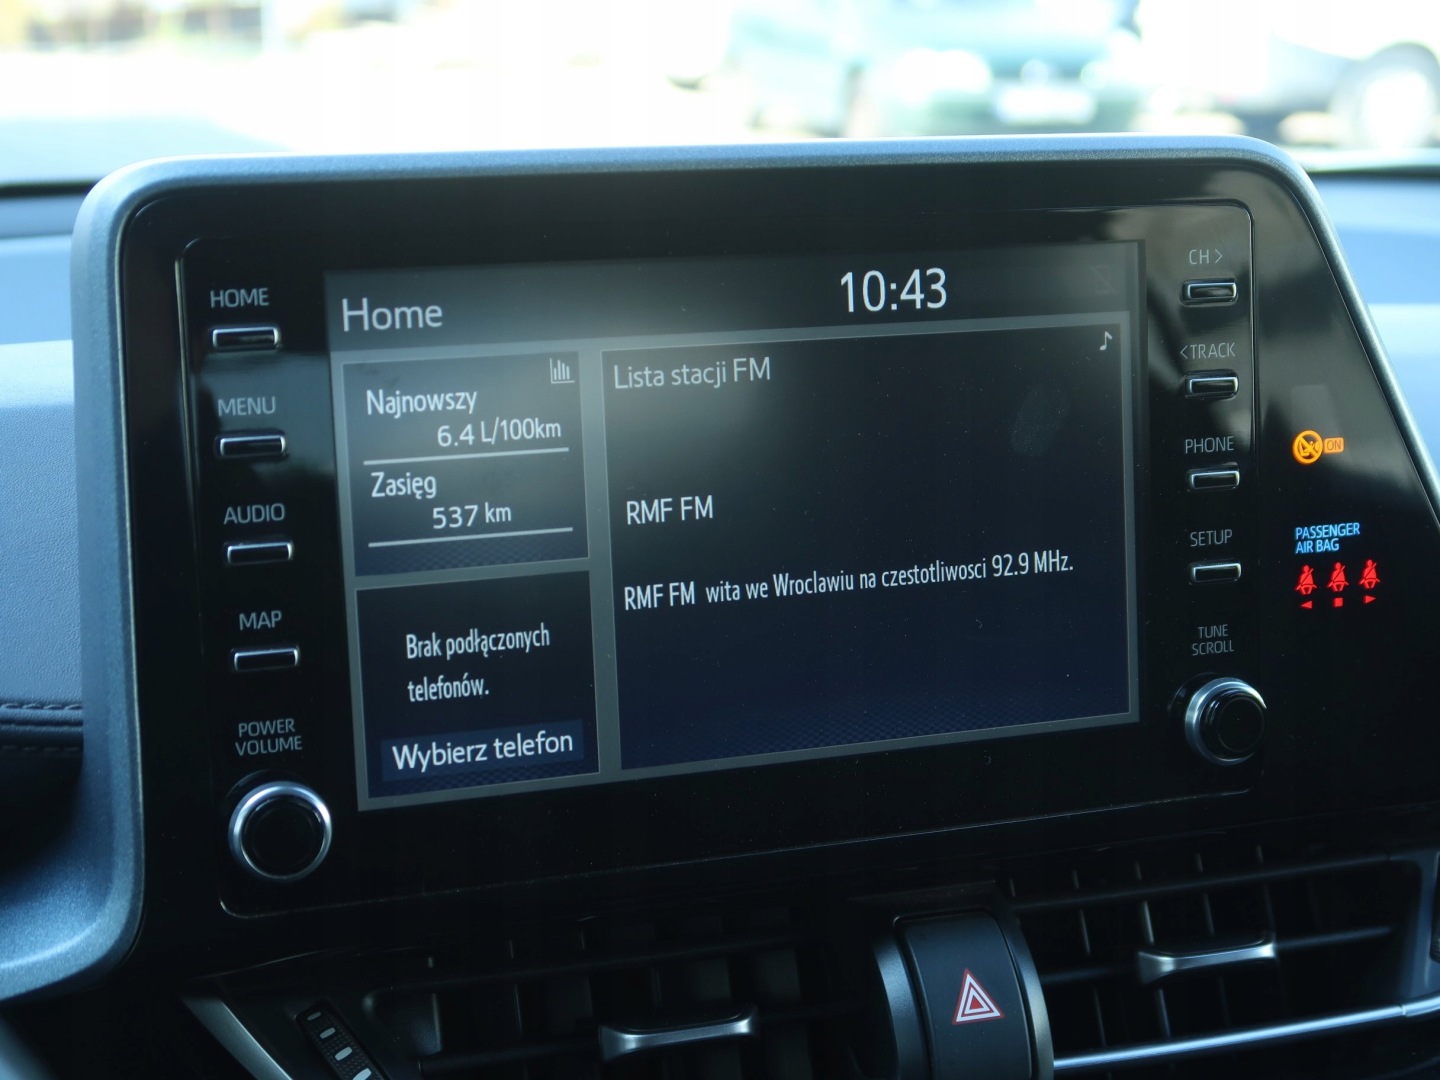 HOME
MENU
AUDIO
MAP
POWER
VOLUME
Home
10:43
Najnowszy
6.4 L/100km
Zasięg
537 km
Brak podłączonych
telefonów.
Wybierz telefon
Lista stacji FM
RMF FM
RMF FM wita we Wroclawiu na czestotliwosci 92.9 MHz.
CH >
< TRACK
PHONE
SETUP
TUNE
SCROLL
ON
PASSENGER
AIR BAG